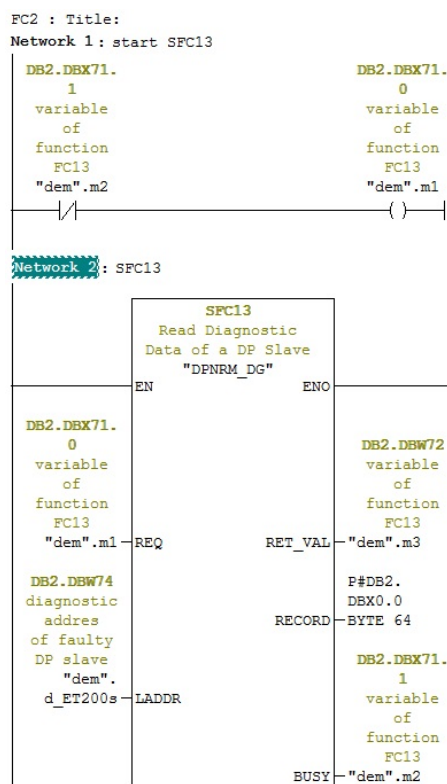 FC2 : Title:
Network 1: start SFC13
DB2.DBX71.
1
variable
of
function
FC13
"dem".m2
DB2.DBX71.
0
variable
of
function
FC13
"dem".m1
Network 2: SFC13
SFC13
Read Diagnostic
Data of a DP Slave
"DPNRM_DG"
EN
ENO
DB2.DBX71.
0
variable
of
function
FC13
"dem".m1
REQ
DB2.DBW72
variable
of
function
FC13
RET_VAL
"dem".m3
DB2.DBW74
diagnostic
addres
of faulty
DP slave
"dem".
d_ET200s
LADDR
P#DB2.
DBX0.0
RECORD
BYTE 64
DB2.DBX71.
1
variable
of
function
FC13
BUSY
"dem".m2